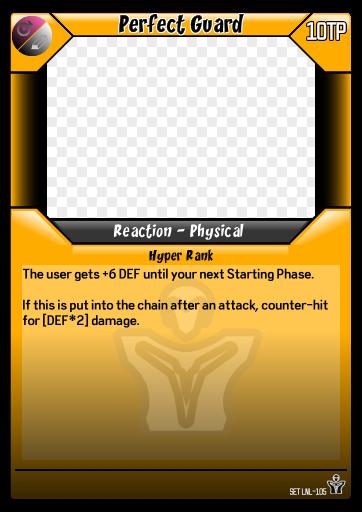 Perfect Guard
10TP
Reaction - Physical
Hyper Rank
The user gets +6 DEF until your next Starting Phase.
If this is put into the chain after an attack, counter-hit
for [DEF*2] damage.
SET LNL-105